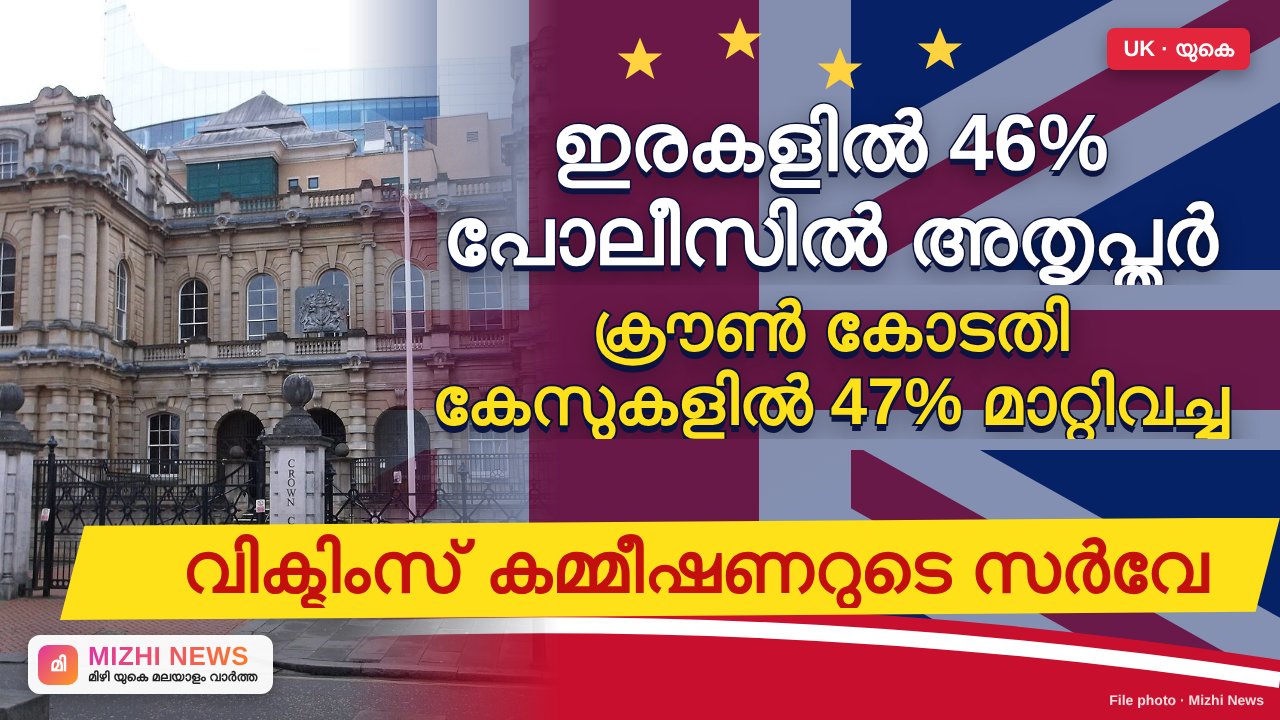 UK · യുകെ
ഇരകളിൽ 46%
പോലീസിൽ അതൃപ്തർ
ക്രൗൺ കോടതി
കേസുകളിൽ 47% മാറ്റിവച്ച
CROWN C
വിക്ടിംസ് കമ്മീഷണറുടെ സർവേ
മി
MIZHI NEWS
മിഴി യുകെ മലയാളം വാർത്ത
File photo · Mizhi News